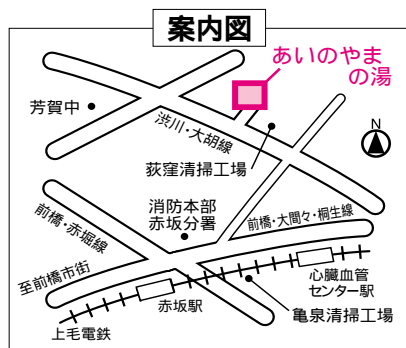 案内図
あいのやま
の湯
芳賀中
渋川・大胡線
N
荻窪清掃工場
消防本部
赤坂分署
前橋・赤堀線
前橋・大間々・桐生線
至前橋市街
心臓血管
センター駅
赤坂駅
亀泉清掃工場
上毛電鉄